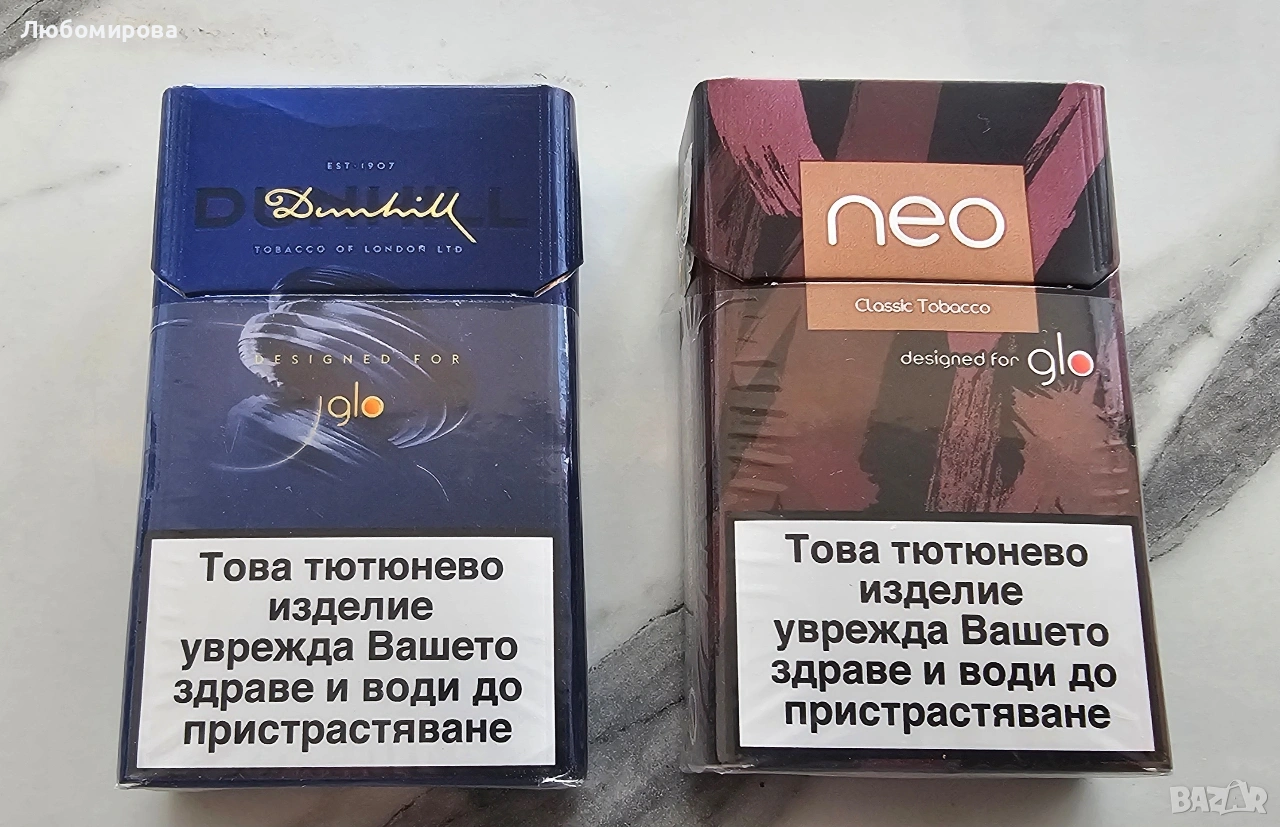 Любомирова
EST·1907
DUNHILL
Dunhill
TOBACCO OF LONDON LTD
DESIGNED FOR
glo
Това тютюнево
изделие
уврежда Вашето
здраве и води до
пристрастяване
neo
Classic Tobacco
designed for glo
Това тютюнево
изделие
уврежда Вашето
здраве и води до
пристрастяване
BAZAR